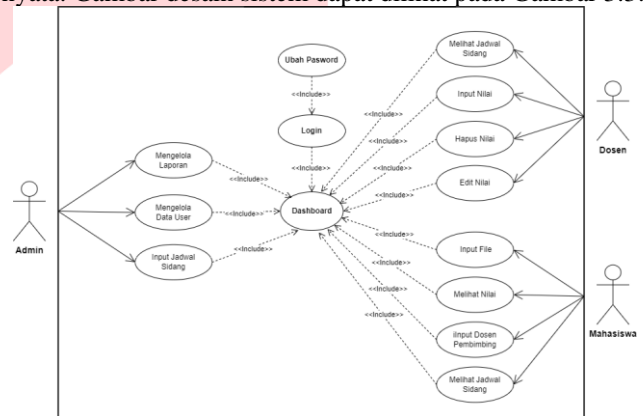 nyata. Gambar desain sistem dapat dilihat pada Gambar 3.3.
Ubah Pasword
<<Include>>
Login
<<Include>>
Dashboard
Admin
Mengelola
Laporan
<<Include>>
Mengelola
Data User
<<Include>>
Input Jadwal
Sidang
<<Include>>
Melihat Jadwal
Sidang
<<Include>>
Input Nilai
<<Include>>
Hapus Nilai
<<Include>>
Edit Nilai
<<Include>>
Dosen
Input File
<<Include>>
Melihat Nilai
<<Include>>
iInput Dosen
Pembimbing
<<Include>>
Melihat Jadwal
Sidang
<<Include>>
Mahasiswa